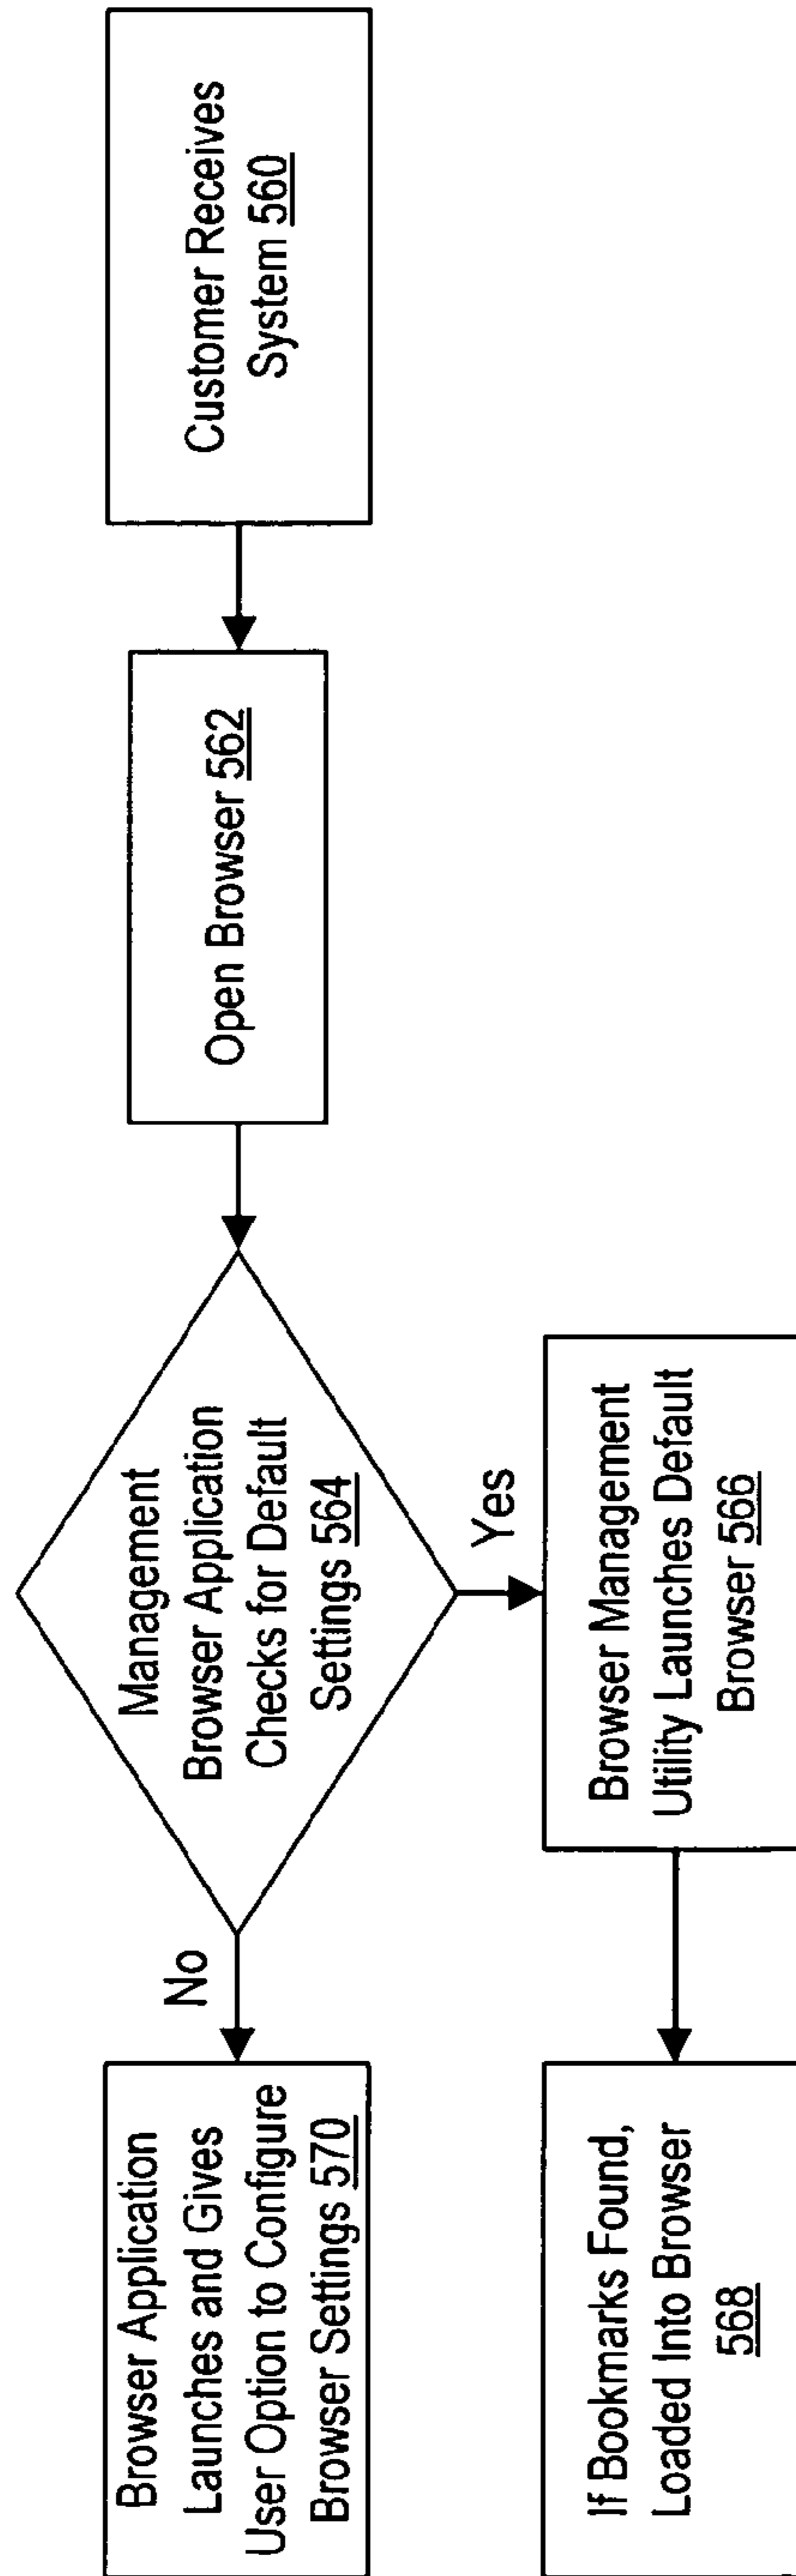 Customer Receives
System 560
Open Browser 562
Management
Browser Application
Checks for Default
Settings 564
No
Yes
Browser Application
Launches and Gives
User Option to Configure
Browser Settings 570
Browser Management
Utility Launches Default
Browser 566
If Bookmarks Found,
Loaded Into Browser
568